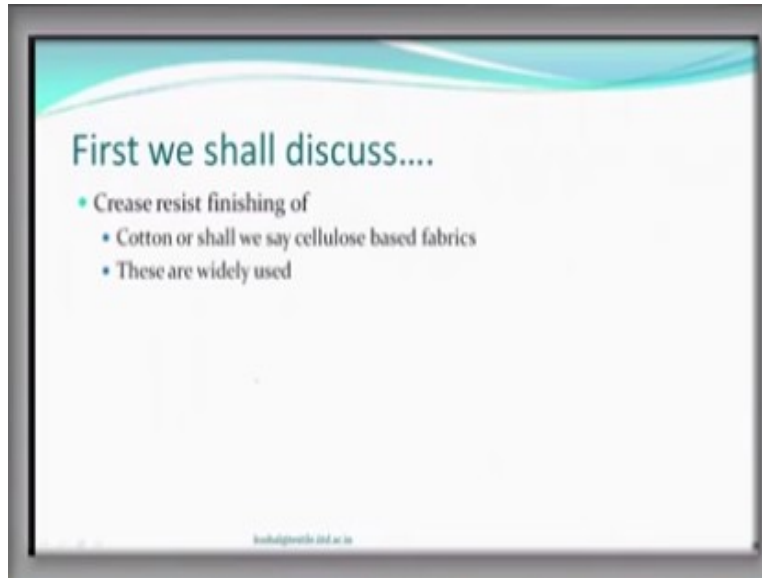 First we shall discuss....
• Crease resist finishing of
• Cotton or shall we say cellulose based fabrics
• These are widely used